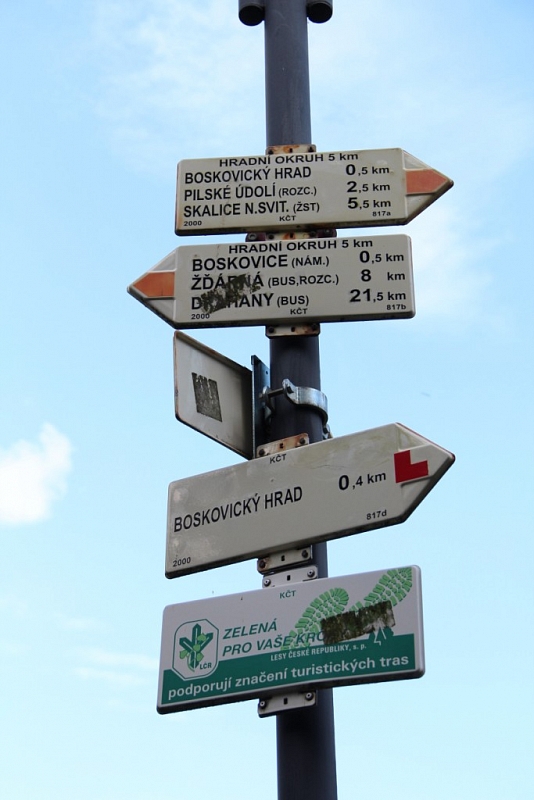 HRADNÍ OKRUH 5 km
BOSKOVICKÝ HRAD 0,5 km
PILSKÉ ÚDOLÍ (ROZC.) 2,5 km
SKALICE N.SVIT. (ŽST) 5,5 km
2000 KČT 817a
HRADNÍ OKRUH 5 km
BOSKOVICE (NÁM.) 0,5 km
ŽĎÁRNÁ (BUS,ROZC.) 8 km
DRAHANY (BUS) 21,5 km
2000 KČT 817b
KČT
BOSKOVICKÝ HRAD 0,4 km
2000 817d
KČT
ZELENÁ
PRO VAŠE
LČR
LESY ČESKÉ REPUBLIKY, s. p.
podporují značení turistických tras